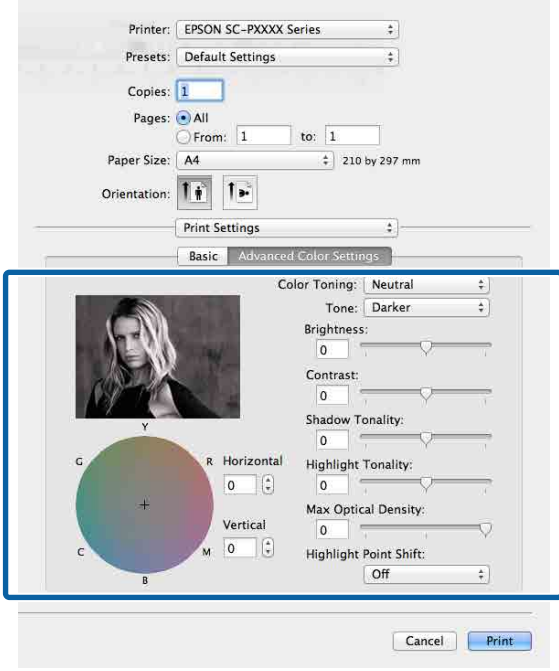 Printer: EPSON SC-PXXXX Series
Presets: Default Settings
Copies: 1
Pages: All
From: 1 to: 1
Paper Size: A4 210 by 297 mm
Orientation:
Print Settings
Basic Advanced Color Settings
Color Toning: Neutral
Tone: Darker
Brightness:
0
Contrast:
0
Shadow Tonality:
0
Highlight Tonality:
0
Max Optical Density:
0
Highlight Point Shift:
Off
Y
G R
C M
B
Horizontal
0
Vertical
0
Cancel Print